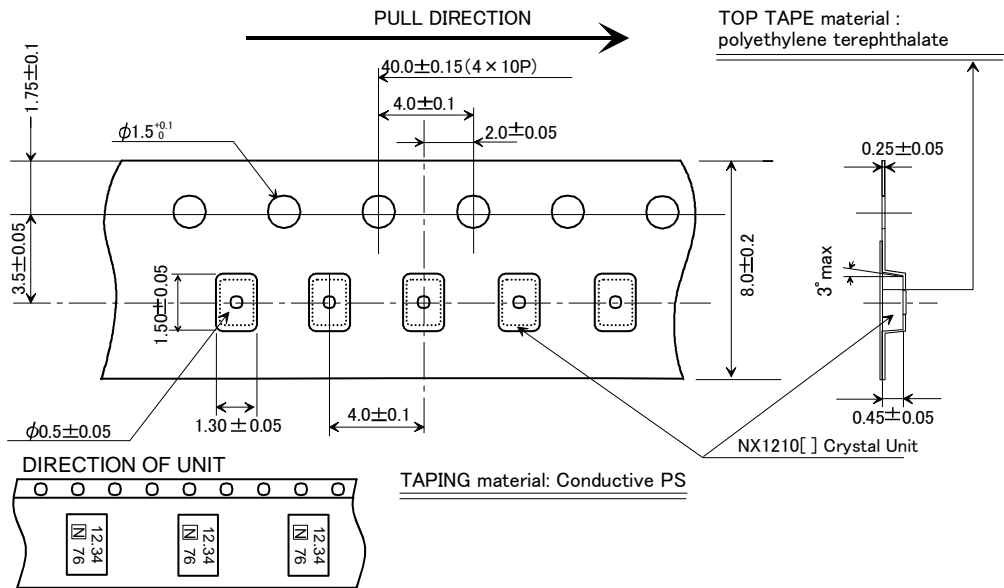 PULL DIRECTION
TOP TAPE material :
polyethylene terephthalate
1.75±0.1
40.0±0.15(4×10P)
4.0±0.1
φ1.5 +0.1 0
2.0±0.05
0.25±0.05
3.5±0.05
1.50±0.05
8.0±0.2
3°max
1.30±0.05
4.0±0.1
0.45±0.05
φ0.5±0.05
NX1210[ ] Crystal Unit
DIRECTION OF UNIT
TAPING material: Conductive PS
12.34
N 76
12.34
N 76
12.34
N 76